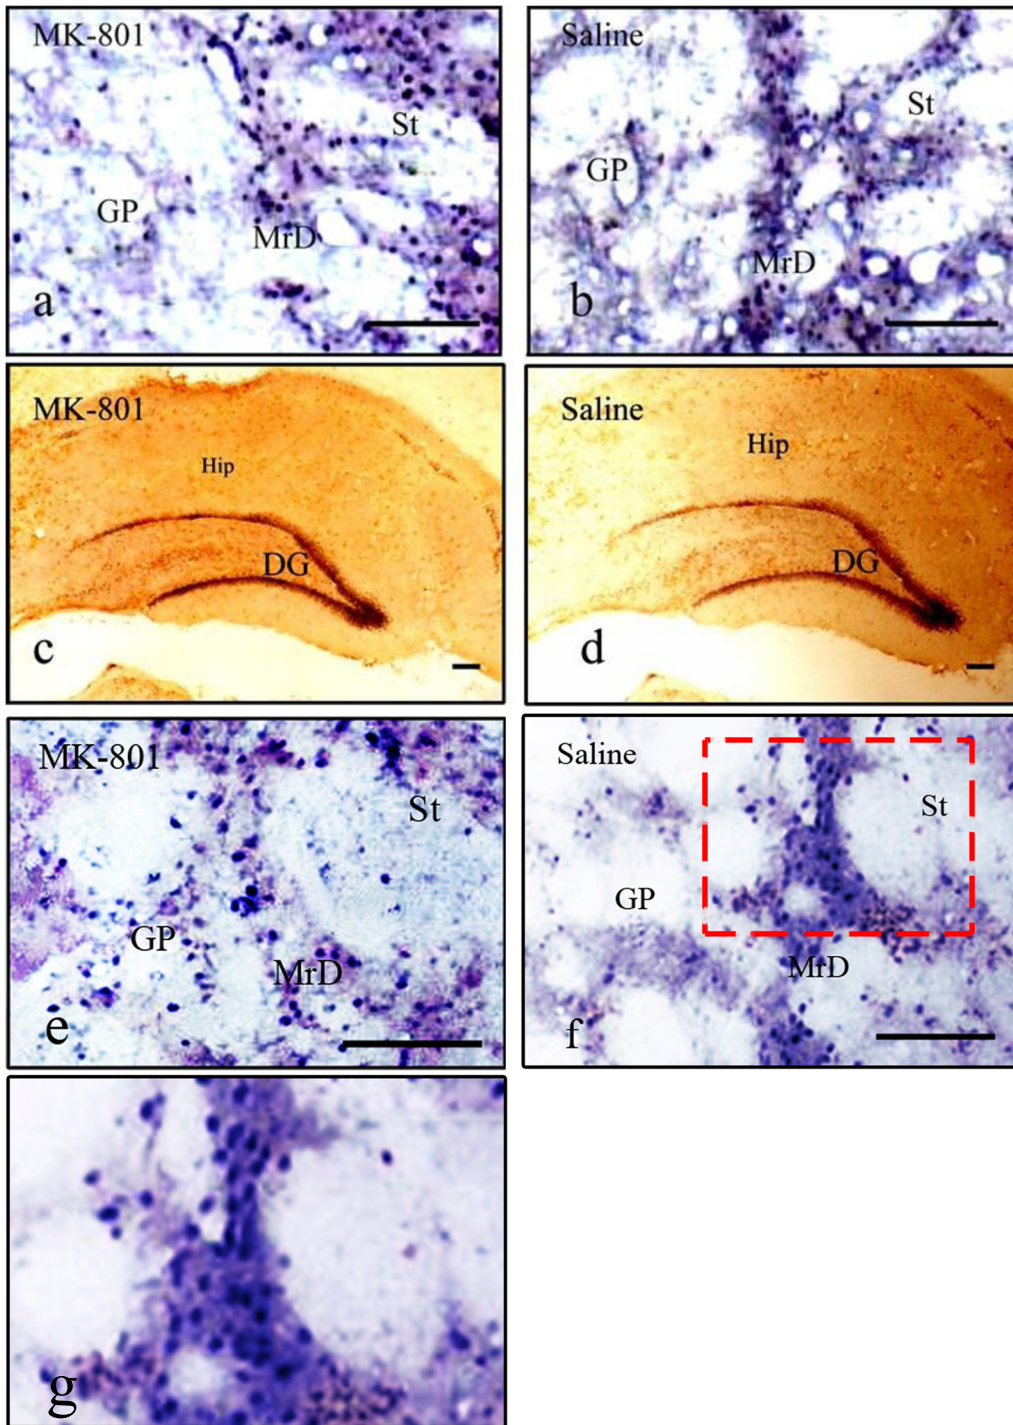 MK-801
St
GP
MrD
a
Saline
St
GP
MrD
b
MK-801
Hip
DG
c
Saline
Hip
DG
d
MK-801
St
GP
MrD
e
Saline
St
GP
MrD
f
g